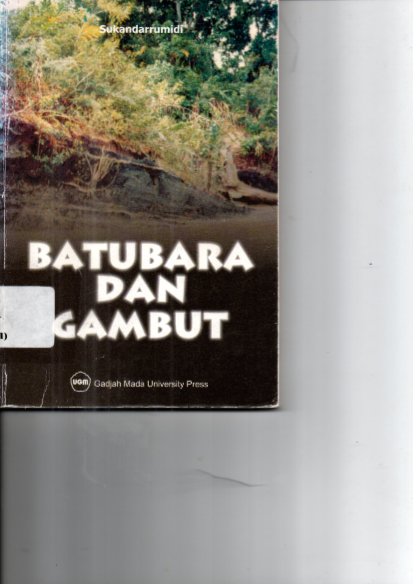 Sukandarrumidi
BATUBARA
DAN
GAMBUT
UGM
Gadjah Mada University Press